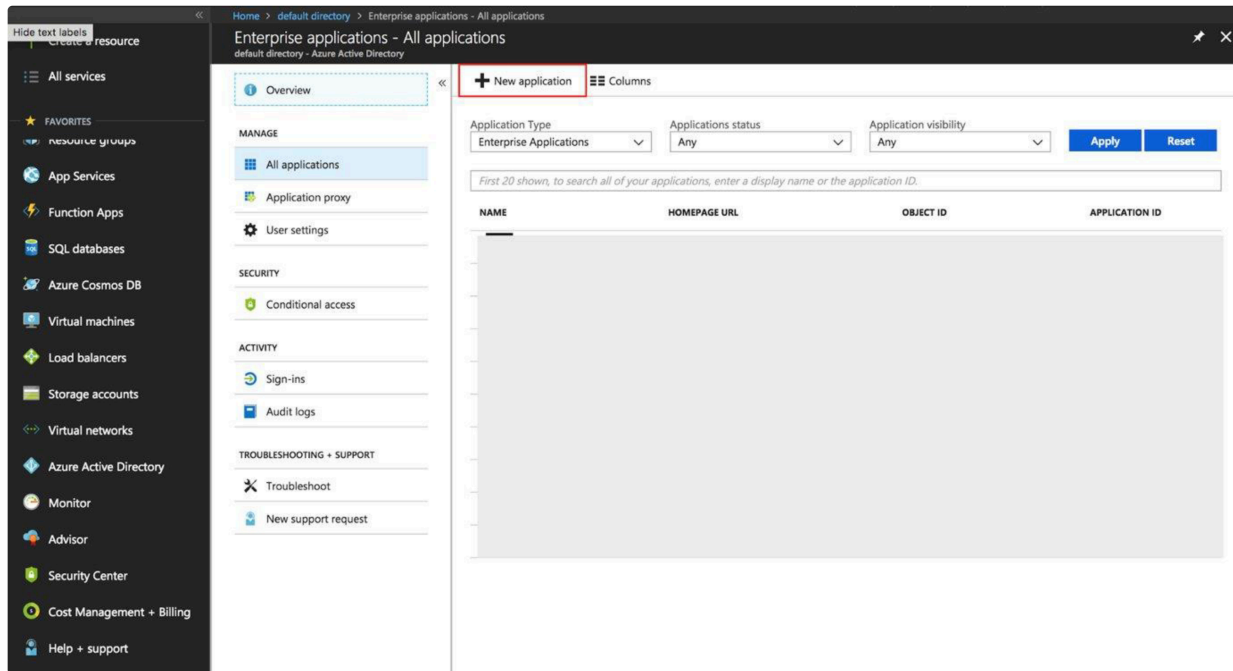 Home > default directory > Enterprise applications - All applications
Hide text labels
Create a resource
All services
FAVORITES
Resource groups
App Services
Function Apps
SQL databases
Azure Cosmos DB
Virtual machines
Load balancers
Storage accounts
Virtual networks
Azure Active Directory
Monitor
Advisor
Security Center
Cost Management + Billing
Help + support
Enterprise applications - All applications
default directory - Azure Active Directory
Overview
MANAGE
All applications
Application proxy
User settings
SECURITY
Conditional access
ACTIVITY
Sign-ins
Audit logs
TROUBLESHOOTING + SUPPORT
Troubleshoot
New support request
New application Columns
Application Type Applications status Application visibility
Enterprise Applications Any Any Apply Reset
First 20 shown, to search all of your applications, enter a display name or the application ID.
NAME HOMEPAGE URL OBJECT ID APPLICATION ID